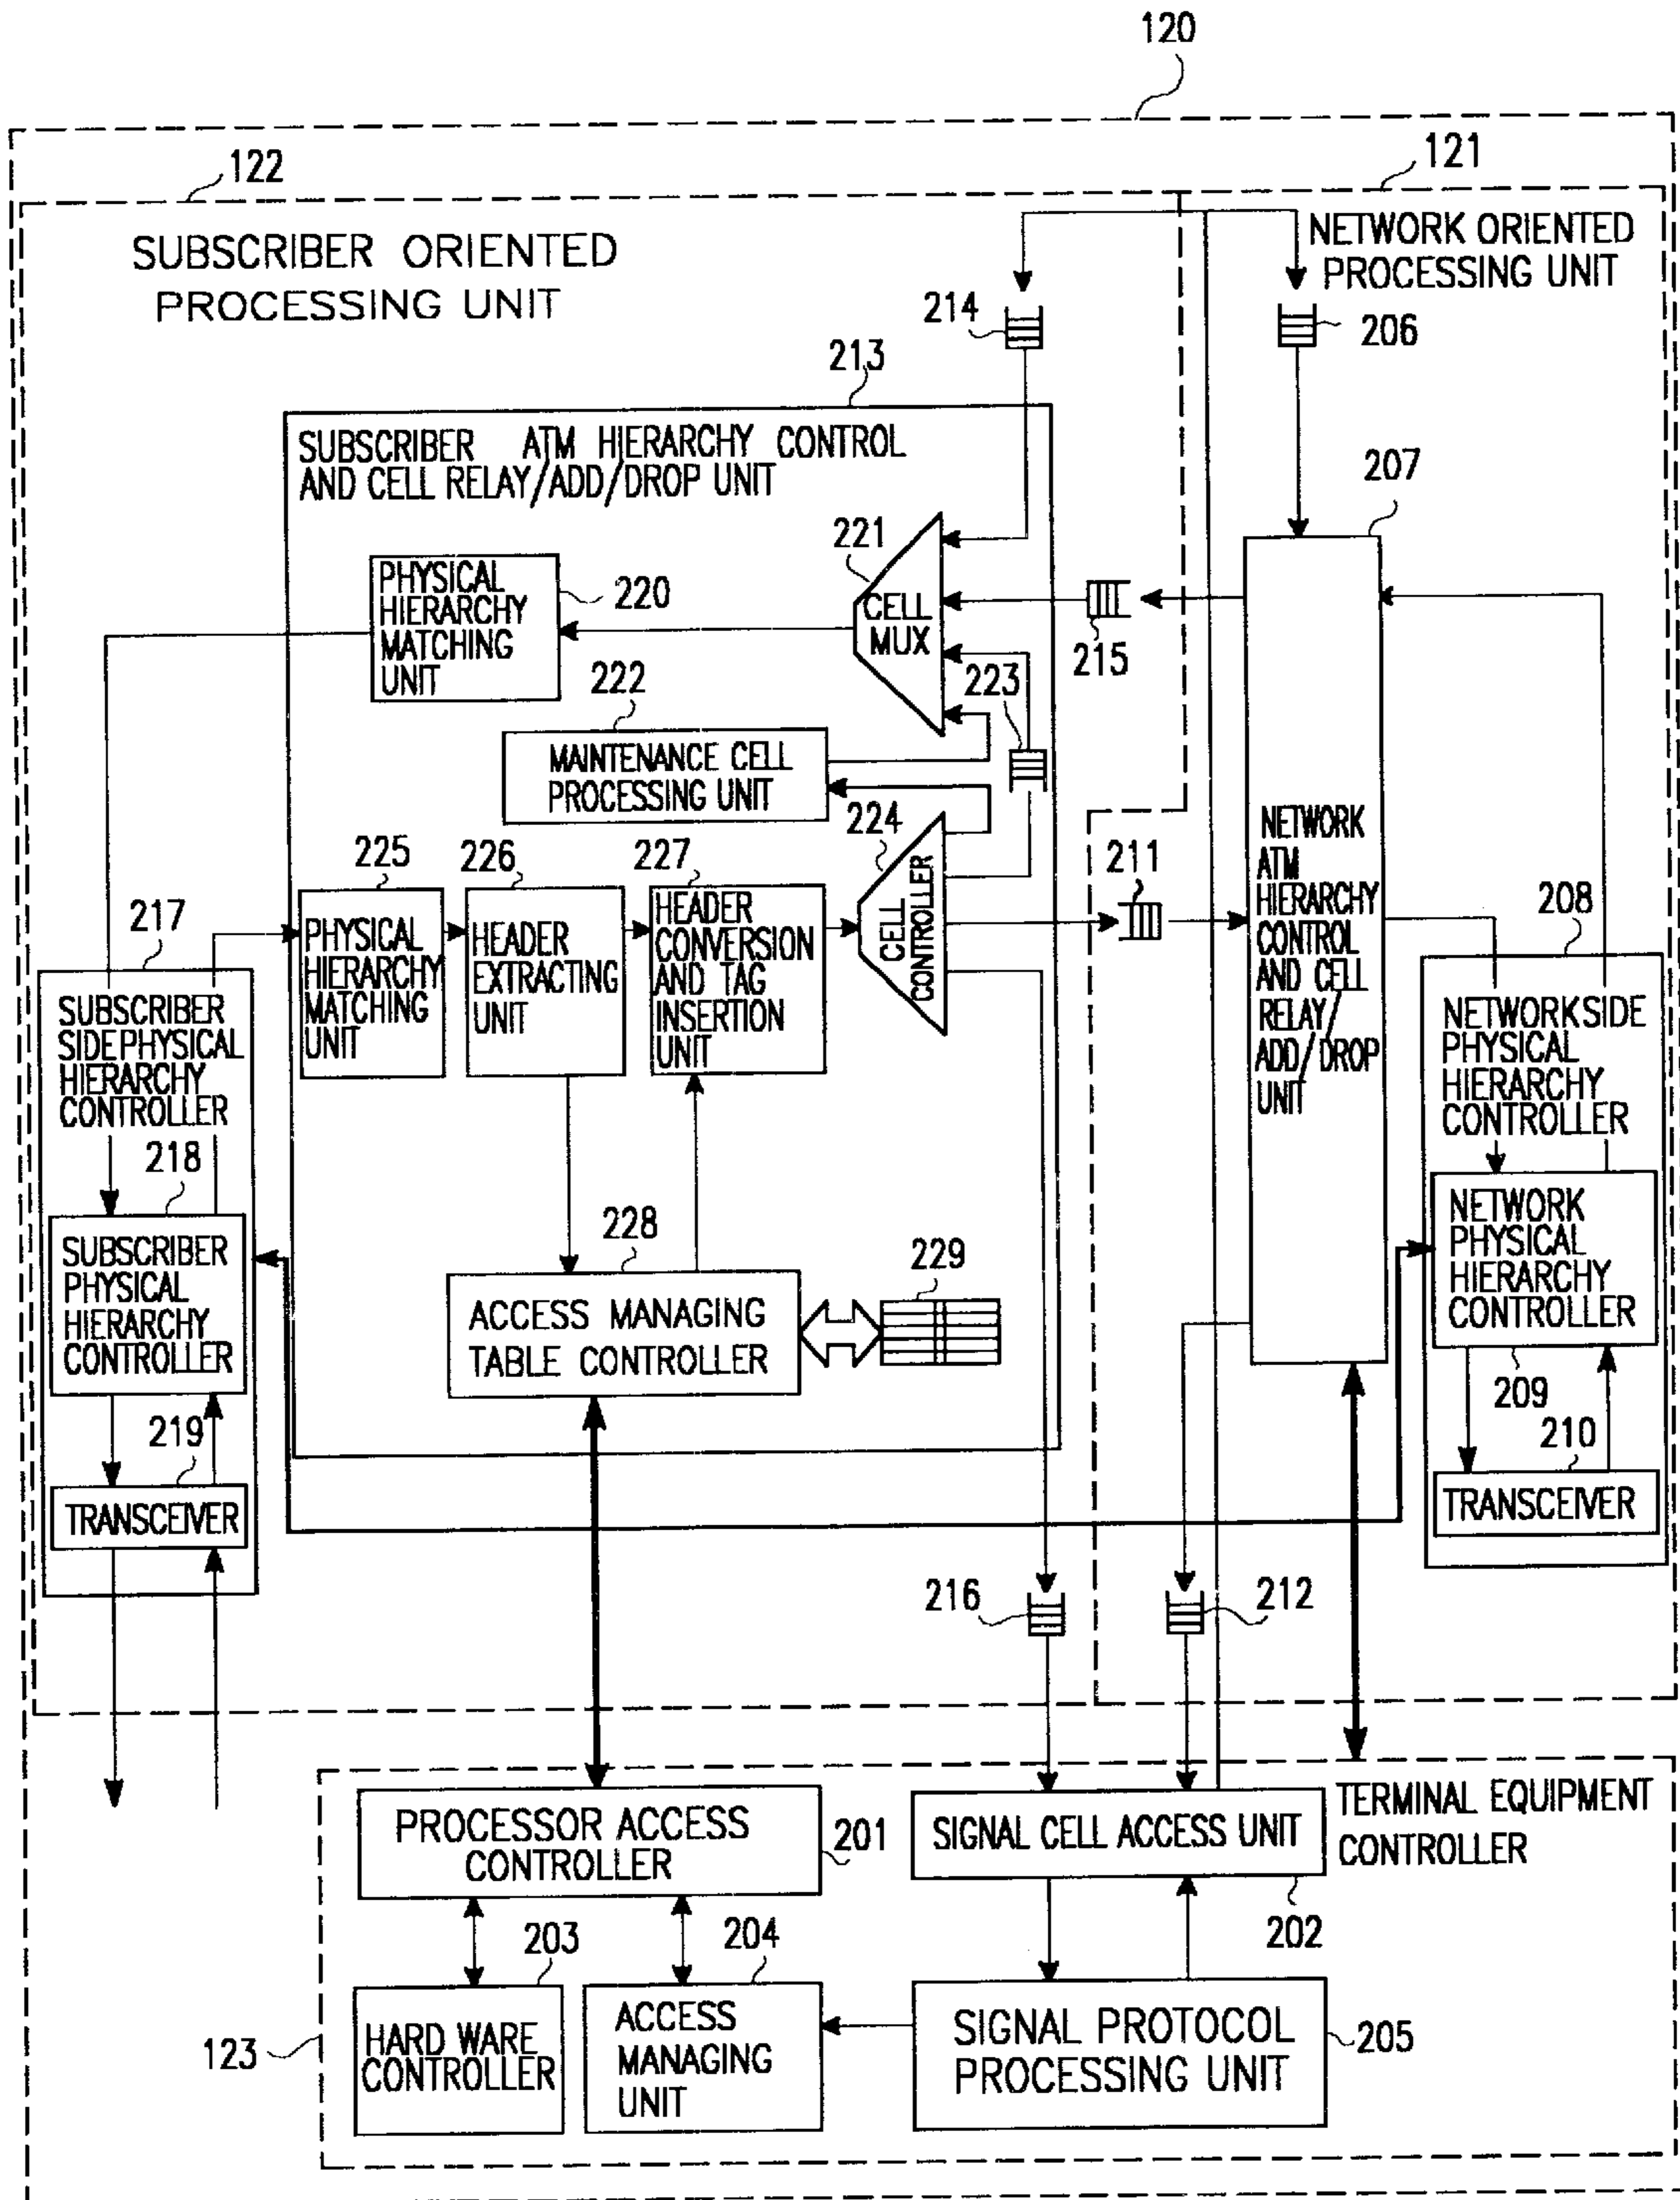 120
122
121
SUBSCRIBER ORIENTED
PROCESSING UNIT
NETWORK ORIENTED
PROCESSING UNIT
214
206
213
SUBSCRIBER ATM HIERARCHY CONTROL
AND CELL RELAY/ADD/DROP UNIT
207
221
CELL
MUX
PHYSICAL
HIERARCHY
MATCHING
UNIT
220
215
222
223
MAINTENANCE CELL
PROCESSING UNIT
224
CELL
CONTROLLER
225
226
227
211
PHYSICAL
HIERARCHY
MATCHING
UNIT
HEADER
EXTRACTING
UNIT
HEADER
CONVERSION
AND TAG
INSERTION
UNIT
NETWORK
ATM
HIERARCHY
CONTROL
AND CELL
RELAY/
ADD/DROP
UNIT
217
208
SUBSCRIBER
SIDE PHYSICAL
HIERARCHY
CONTROLLER
NETWORK SIDE
PHYSICAL
HIERARCHY
CONTROLLER
218
SUBSCRIBER
PHYSICAL
HIERARCHY
CONTROLLER
228
229
ACCESS MANAGING
TABLE CONTROLLER
NETWORK
PHYSICAL
HIERARCHY
CONTROLLER
209
219
TRANSCEIVER
210
TRANSCEIVER
216
212
PROCESSOR ACCESS
CONTROLLER
201
SIGNAL CELL ACCESS UNIT
TERMINAL EQUIPMENT
CONTROLLER
202
203
204
HARD WARE
CONTROLLER
ACCESS
MANAGING
UNIT
SIGNAL PROTOCOL
PROCESSING UNIT
205
123